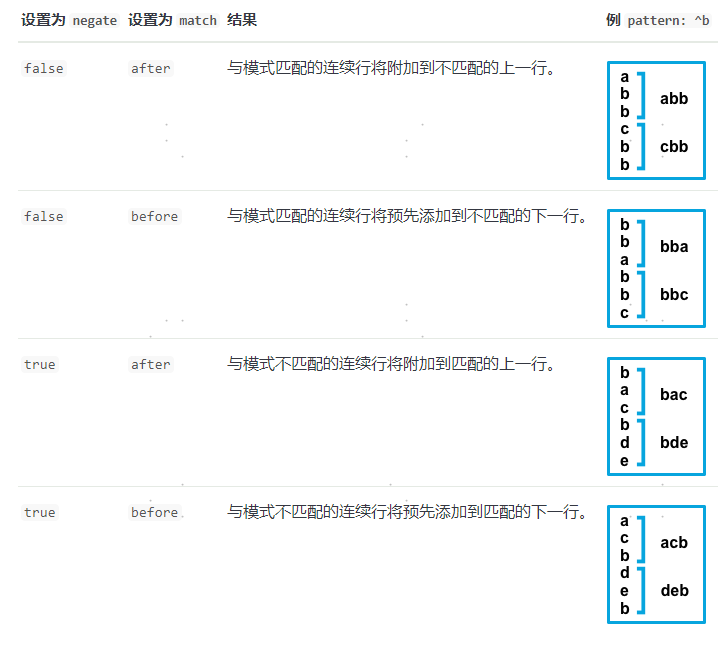 设置为 negate 设置为 match 结果 例 pattern: ^b
false after 与模式匹配的连续行将附加到不匹配的上一行。
a
b
b
abb
c
b
b
cbb
false before 与模式匹配的连续行将预先添加到不匹配的下一行。
b
b
a
bba
b
b
c
bbc
true after 与模式不匹配的连续行将附加到匹配的上一行。
b
a
c
bac
b
d
e
bde
true before 与模式不匹配的连续行将预先添加到匹配的下一行。
a
c
b
acb
d
e
b
deb